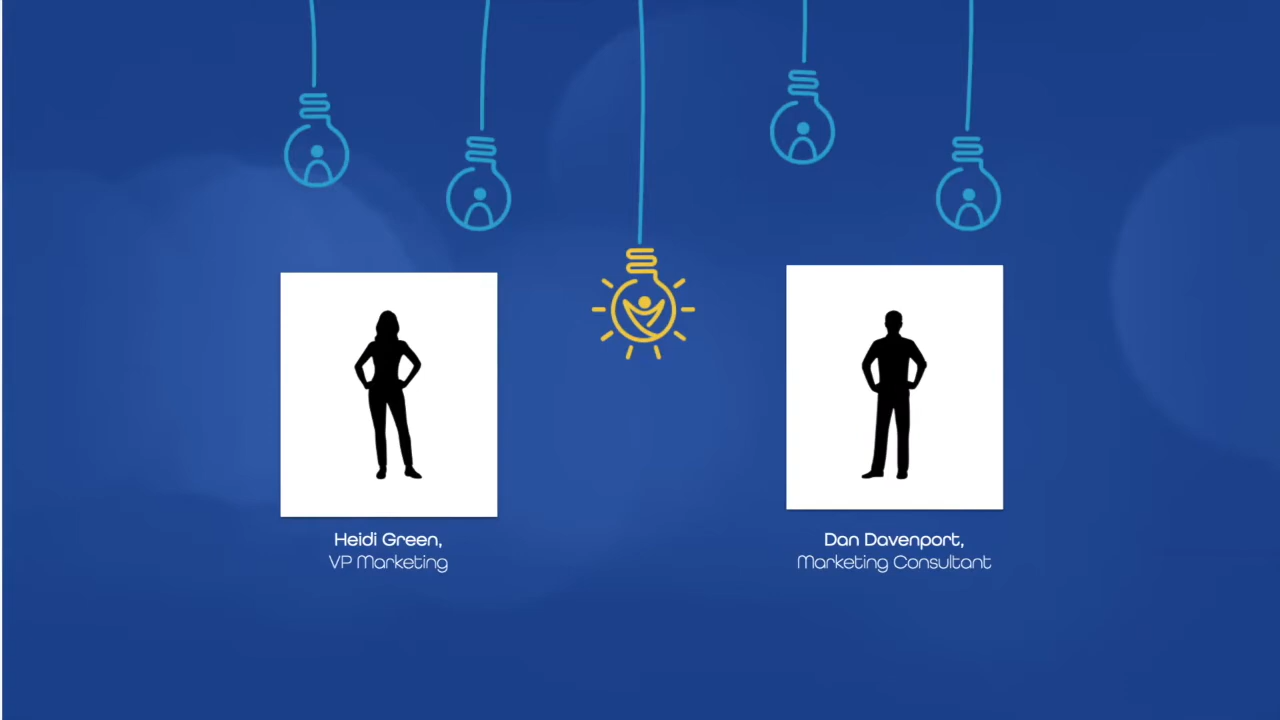 Heidi Green,
VP Marketing
Dan Davenport,
Marketing Consultant